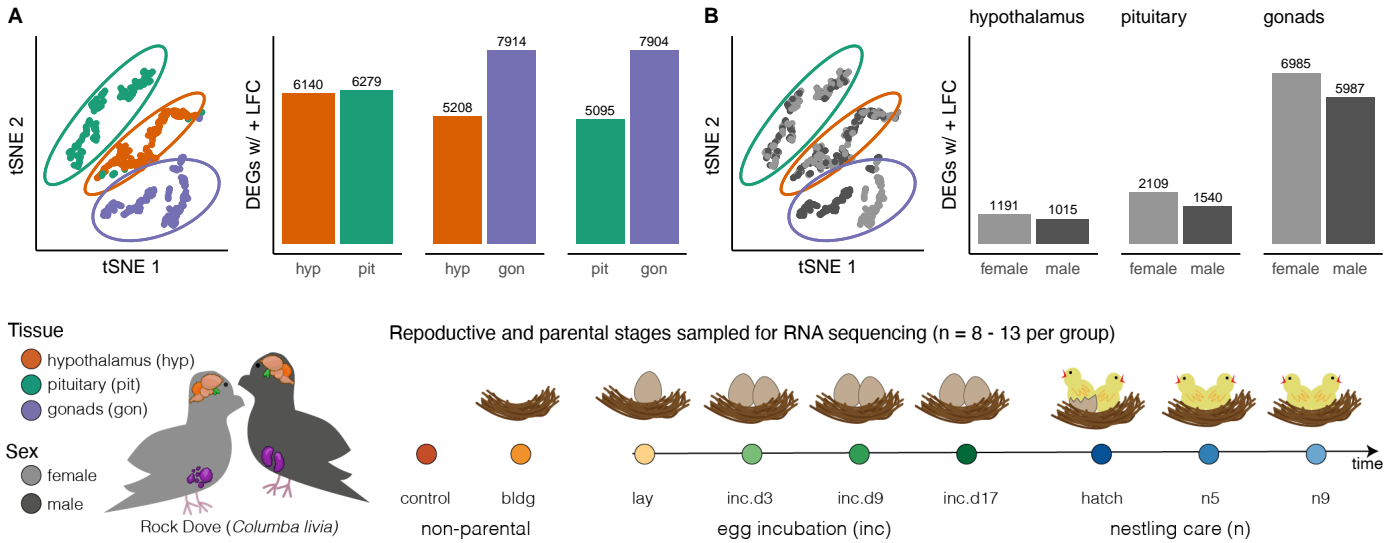 A
tSNE 2
tSNE 1
DEGs w/ + LFC
6140
6279
hyp
pit
5208
7914
hyp
gon
5095
7904
pit
gon
B
tSNE 2
tSNE 1
DEGs w/ + LFC
hypothalamus
pituitary
gonads
1191
1015
2109
1540
6985
5987
female
male
female
male
female
male
Tissue
hypothalamus (hyp)
pituitary (pit)
gonads (gon)
Sex
female
male
Rock Dove (Columba livia)
Repoductive and parental stages sampled for RNA sequencing (n = 8 - 13 per group)
time
control
bldg
lay
inc.d3
inc.d9
inc.d17
hatch
n5
n9
non-parental
egg incubation (inc)
nestling care (n)